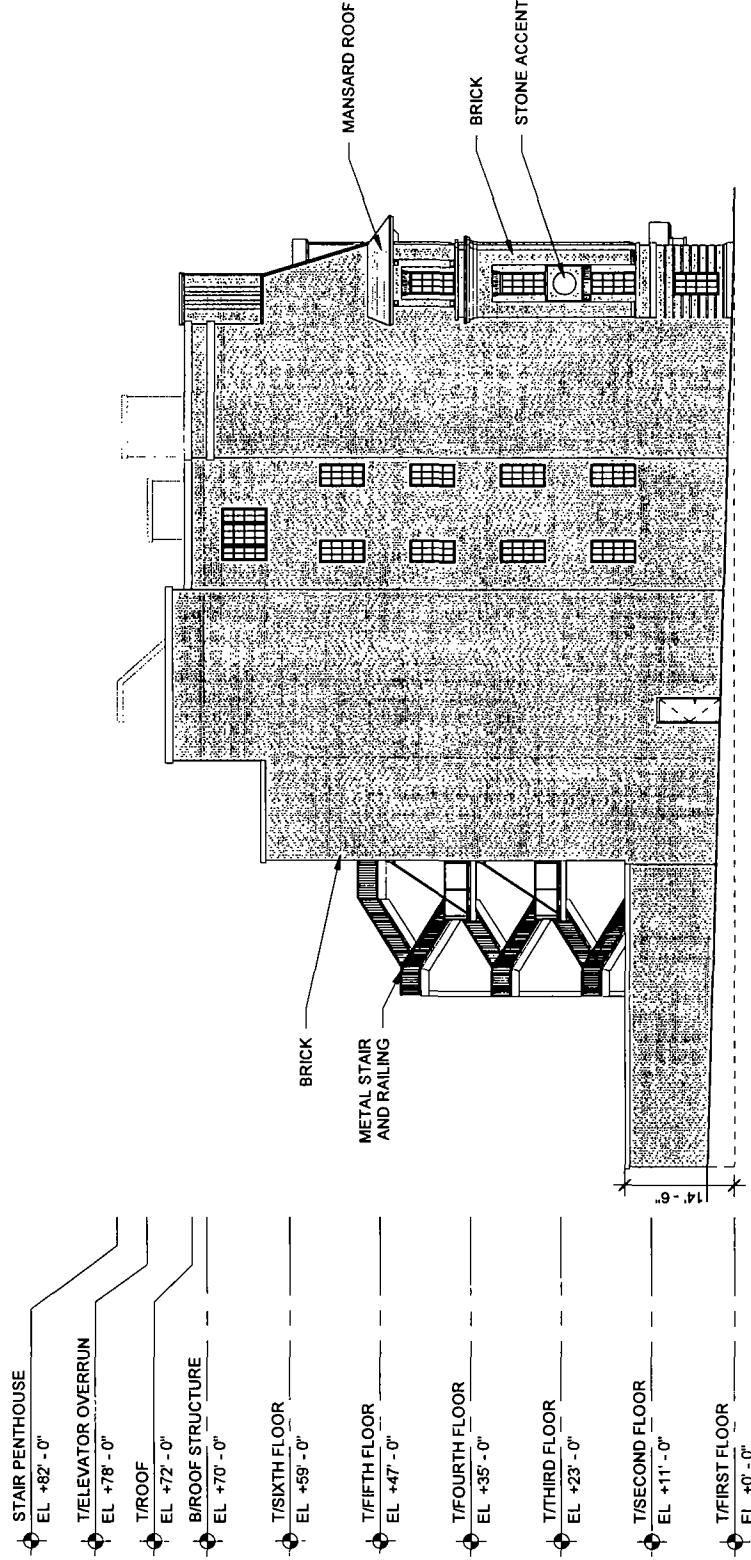 STAIR PENTHOUSE
EL +82' - 0"
T/ELEVATOR OVERRUN
EL +78' - 0"
T/ROOF
EL +72' - 0"
B/ROOF STRUCTURE
EL +70' - 0"
T/SIXTH FLOOR
EL +59' - 0"
T/FIFTH FLOOR
EL +47' - 0"
T/FOURTH FLOOR
EL +35' - 0"
T/THIRD FLOOR
EL +23' - 0"
T/SECOND FLOOR
EL +11' - 0"
T/FIRST FLOOR
EL +0' - 0"
14' - 6"
BRICK
METAL STAIR
AND RAILING
MANSARD ROOF
BRICK
STONE ACCENT